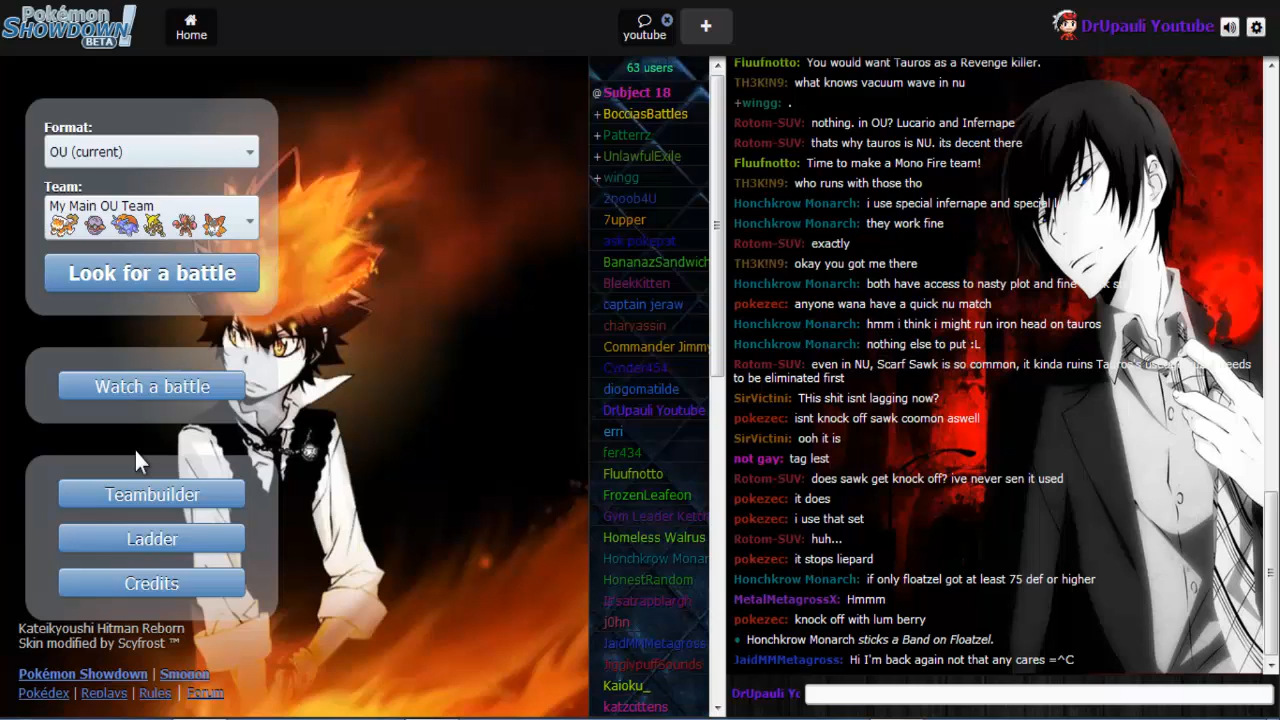 Pokémon
SHOWDOWN!
BETA
Home
youtube
+
DrUpauli Youtube
Format:
OU (current)
Team:
My Main OU Team
Look for a battle
Watch a battle
Teambuilder
Ladder
Credits
Kateikyoushi Hitman Reborn
Skin modified by Scyfrost ™
Pokémon Showdown | Smogon
Pokédex | Replays | Rules | Forum
63 users
@Subject 18
+BocciasBattles
+Patterrz
+UnlawfulExile
+wingg
2noob4U
7upper
ask pokepat
BananazSandwich
BleekKitten
captain jeraw
charyassin
Commander Jimmy
Cynder454
diogomatilde
DrUpauli Youtube
erri
fer434
Fluufnotto
FrozenLeafeon
Gym Leader
Homeless Walrus
Honchkrow Monar
HonestRandom
j0hn
JaidMMMetagross
Kaioku_
katzcittens
Fluufnotto: You would want Tauros as a Revenge killer.
TH3K!N9: what knows vacuum wave in nu
+wingg: .
Rotom-SUV: nothing. in OU? Lucario and Infernape
Rotom-SUV: thats why tauros is NU. its decent there
Fluufnotto: Time to make a Mono Fire team!
TH3K!N9: who runs with those tho
Honchkrow Monarch: i use special infernape and special
Honchkrow Monarch: they work fine
Rotom-SUV: exactly
TH3K!N9: okay you got me there
Honchkrow Monarch: both have access to nasty plot and fine
pokezec: anyone wana have a quick nu match
Honchkrow Monarch: hmm i think i might run iron head on tauros
Honchkrow Monarch: nothing else to put :L
Rotom-SUV: even in NU, Scarf Sawk is so common, it kinda ruins Tauros's needs
to be eliminated first
SirVictini: THis shit isnt lagging now?
pokezec: isnt knock off sawk coomon aswell
SirVictini: ooh it is
not gay: tag lest
Rotom-SUV: does sawk get knock off? ive never sen it used
pokezec: it does
pokezec: i use that set
Rotom-SUV: huh...
pokezec: it stops liepard
Honchkrow Monarch: if only floatzel got at least 75 def or higher
MetalMetagrossX: Hmmm
pokezec: knock off with lum berry
• Honchkrow Monarch sticks a Band on Floatzel.
JaidMMMetagross: Hi I'm back again not that any cares =^C
DrUpauli Yo